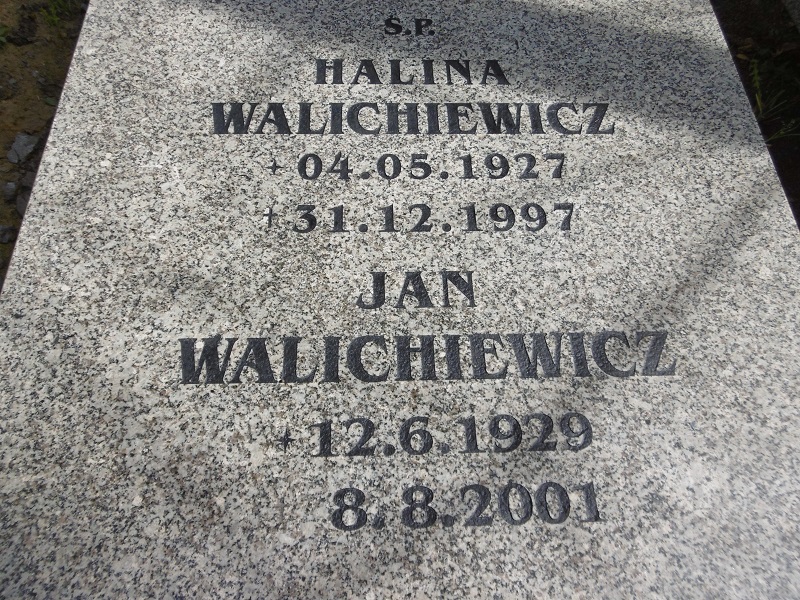 Ś.P.
HALINA
WALICHIEWICZ
* 04.05.1927
† 31.12.1997
JAN
WALICHIEWICZ
* 12.6.1929
8.8.2001